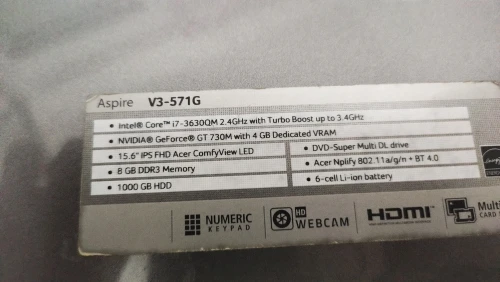 Aspire V3-571G
• Intel® Core™ i7-3630QM 2.4GHz with Turbo Boost up to 3.4GHz
• NVIDIA® GeForce® GT 730M with 4 GB Dedicated VRAM
• 15.6" IPS FHD Acer ComfyView LED
• DVD-Super Multi DL drive
• 8 GB DDR3 Memory
• Acer Nplify 802.11a/g/n + BT 4.0
• 1000 GB HDD
• 6-cell Li-ion battery
NUMERIC
KEYPAD
HD
WEBCAM
HDMI
Multi
CARD